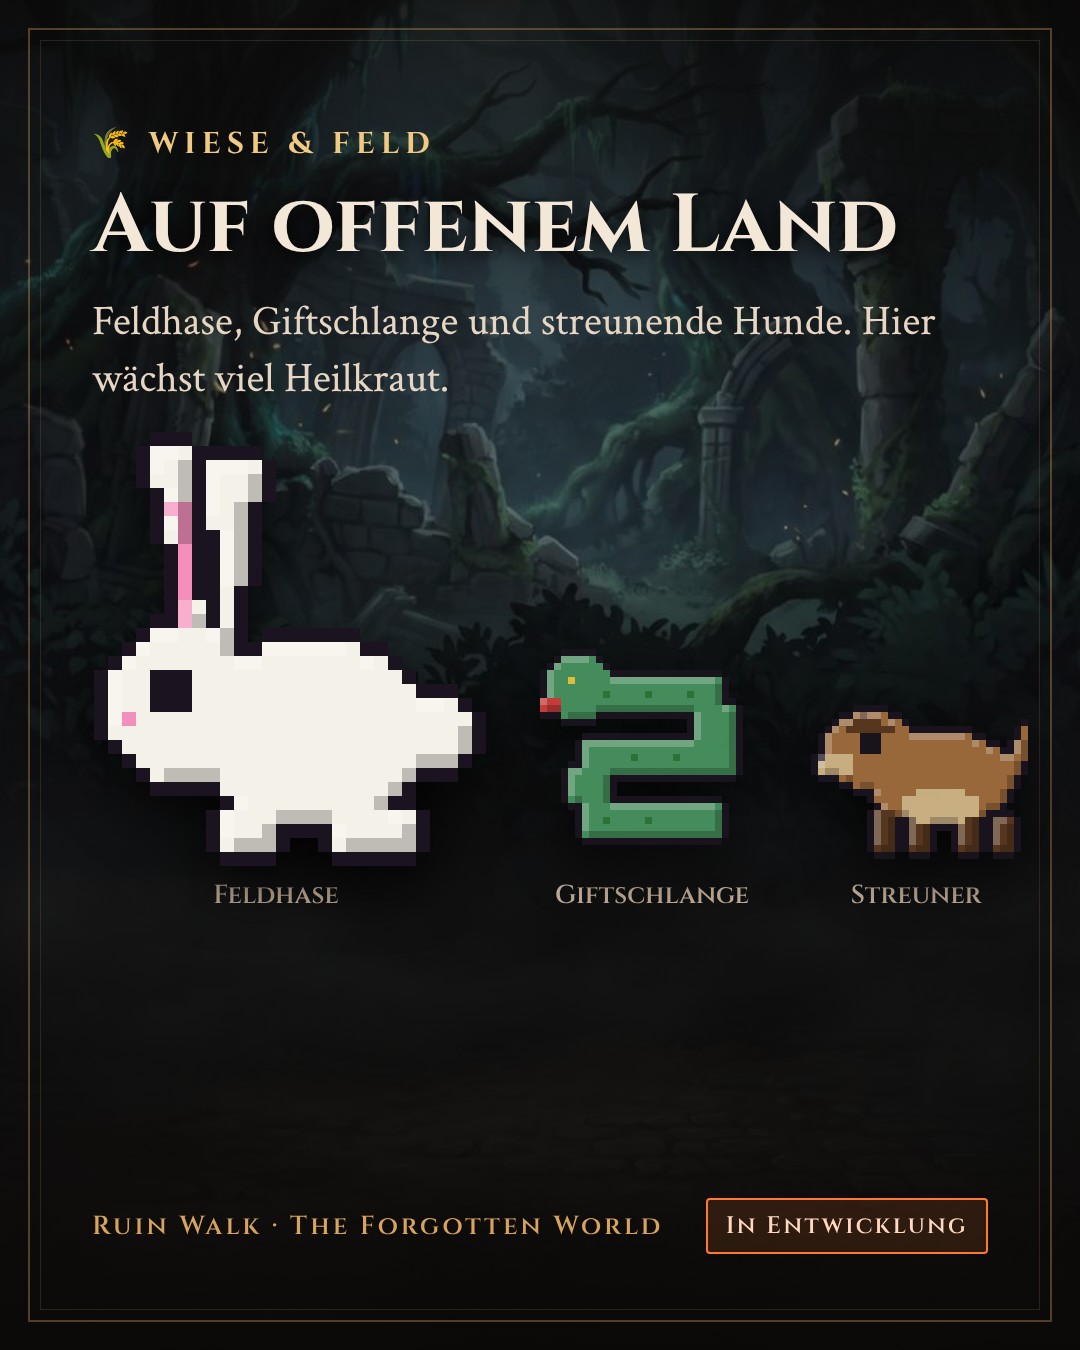 🌾 WIESE & FELD
AUF OFFENEM LAND
Feldhase, Giftschlange und streunende Hunde. Hier
wächst viel Heilkraut.
FELDHASE
GIFTSCHLANGE
STREUNER
RUIN WALK · THE FORGOTTEN WORLD
IN ENTWICKLUNG